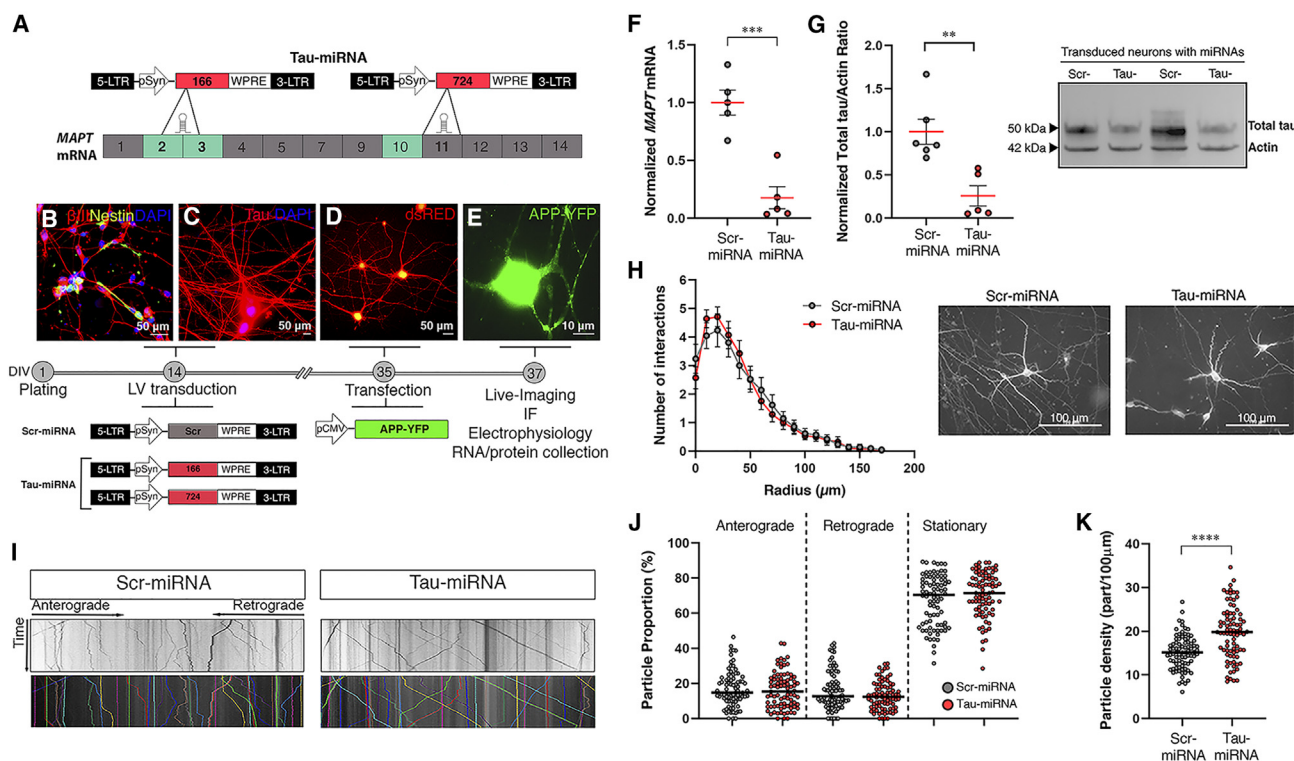 A
Tau-miRNA
5-LTR pSyn 166 WPRE 3-LTR
5-LTR pSyn 724 WPRE 3-LTR
MAPT
mRNA
1 2 3 4 5 7 9 10 11 12 13 14
B
βIII Nestin DAPI
50 µm
C
Tau DAPI
50 µm
D
dsRED
50 µm
E
APP-YFP
10 µm
DIV 1 14 35 37
Plating
LV transduction
Transfection
Live-Imaging
IF
Electrophysiology
RNA/protein collection
Scr-miRNA
5-LTR pSyn Scr WPRE 3-LTR
pCMV APP-YFP
Tau-miRNA
5-LTR pSyn 166 WPRE 3-LTR
5-LTR pSyn 724 WPRE 3-LTR
F
Normalized MAPT mRNA
1.5
1.0
0.5
0.0
***
Scr-
miRNA
Tau-
miRNA
G
Normalized Total tau/Actin Ratio
2.0
1.5
1.0
0.5
0.0
**
Scr-
miRNA
Tau-
miRNA
Transduced neurons with miRNAs
Scr- Tau- Scr- Tau-
50 kDa
Total tau
42 kDa
Actin
H
Number of interactions
6
5
4
3
2
1
0
0 50 100 150 200
Radius (µm)
Scr-miRNA
Tau-miRNA
Scr-miRNA
100 µm
Tau-miRNA
100 µm
I
Scr-miRNA
Tau-miRNA
Anterograde
Retrograde
Time
J
Anterograde Retrograde Stationary
Particle Proportion (%)
100
80
60
40
20
0
Scr-miRNA
Tau-miRNA
K
Particle density (part/100µm)
40
30
20
10
0
****
Scr-
miRNA
Tau-
miRNA